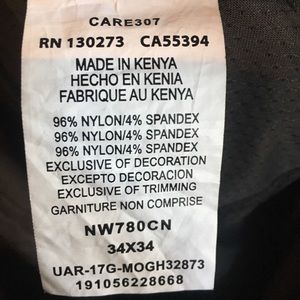 CARE307
RN 130273 CA55394
MADE IN KENYA
HECHO EN KENIA
FABRIQUE AU KENYA
96% NYLON/4% SPANDEX
96% NYLON/4% SPANDEX
96% NYLON/4% SPANDEX
EXCLUSIVE OF DECORATION
EXCEPTO DECORACION
EXCLUSIVE OF TRIMMING
GARNITURE NON COMPRISE
NW780CN
34X34
UAR-17G-MOGH32873
191056228668